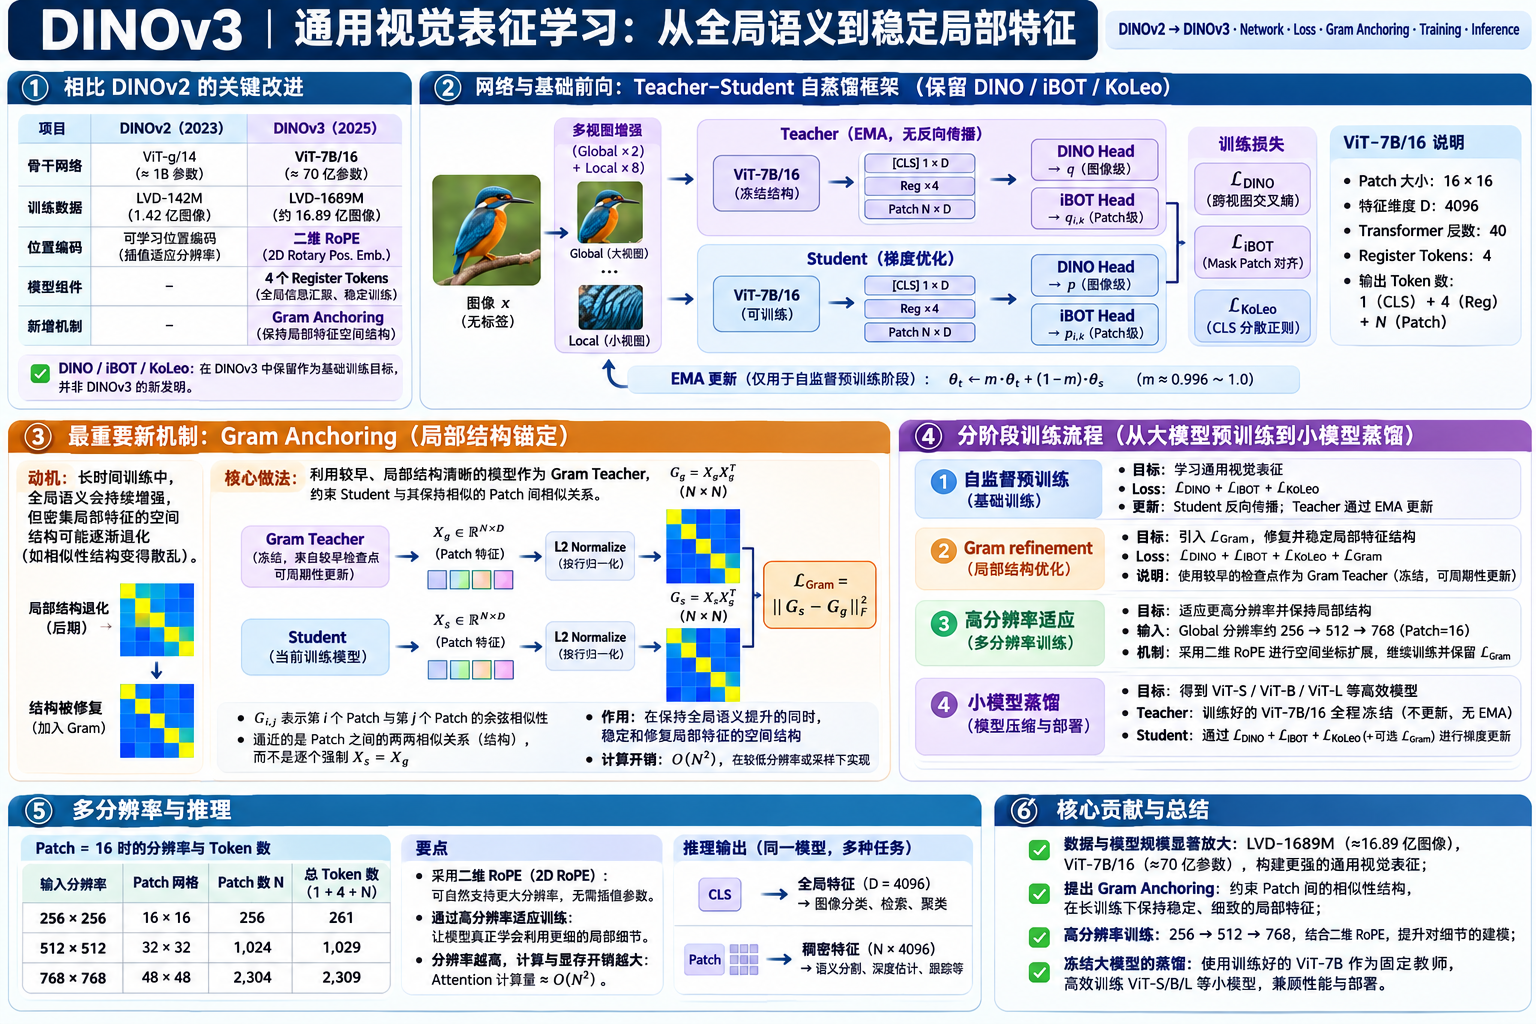 DINOv3 | 通用视觉表征学习：从全局语义到稳定局部特征
DINOv2 → DINOv3 · Network · Loss · Gram Anchoring · Training · Inference
① 相比 DINOv2 的关键改进
项目 DINOv2（2023） DINOv3（2025）
骨干网络 ViT-g/14 （≈ 1B 参数） ViT-7B/16 （≈ 70 亿参数）
训练数据 LVD-142M （1.42 亿图像） LVD-1689M （约 16.89 亿图像）
位置编码 可学习位置编码 （插值适应分辨率） 二维 RoPE （2D Rotary Pos. Emb.）
模型组件 – 4 个 Register Tokens （全局信息汇聚、稳定训练）
新增机制 – Gram Anchoring （保持局部特征空间结构）
DINO / iBOT / KoLeo：在 DINOv3 中保留作为基础训练目标，
并非 DINOv3 的新发明。
② 网络与基础前向：Teacher–Student 自蒸馏框架 （保留 DINO / iBOT / KoLeo）
图像 x
（无标签）
多视图增强
（Global ×2）
+ Local ×8）
Global（大视图）
...
Local（小视图）
Teacher（EMA，无反向传播）
ViT-7B/16
（冻结结构）
[CLS] 1 × D
Reg ×4
Patch N × D
DINO Head
→ q（图像级）
iBOT Head
→ qᵢ,ₖ（Patch级）
Student（梯度优化）
ViT-7B/16
（可训练）
[CLS] 1 × D
Reg ×4
Patch N × D
DINO Head
→ p（图像级）
iBOT Head
→ pᵢ,ₖ（Patch级）
训练损失
ℒDINO
（跨视图交叉熵）
ℒiBOT
（Mask Patch 对齐）
ℒKoLeo
（CLS 分散正则）
ViT-7B/16 说明
• Patch 大小：16 × 16
• 特征维度 D：4096
• Transformer 层数：40
• Register Tokens：4
• 输出 Token 数：
1（CLS）+ 4（Reg）
+ N（Patch）
EMA 更新（仅用于自监督预训练阶段）： θt ← m·θt + (1−m)·θs （m ≈ 0.996 ～ 1.0）
③ 最重要新机制：Gram Anchoring（局部结构锚定）
动机：长时间训练中，
全局语义会持续增强，
但密集局部特征的空间
结构可能逐渐退化
（如相似性结构变得散乱）。
局部结构退化
（后期）→
结构被修复
（加入 Gram）
核心做法：利用较早、局部结构清晰的模型作为 Gram Teacher，
约束 Student 与其保持相似的 Patch 间相似关系。
Gram Teacher
（冻结，来自较早检查点
可周期性更新）
Xg ∈ ℝ^{N×D}
（Patch 特征）
L2 Normalize
（按行归一化）
Gg = XgXg^T
（N × N）
Student
（当前训练模型）
Xs ∈ ℝ^{N×D}
（Patch 特征）
L2 Normalize
（按行归一化）
Gs = XsXg^T
（N × N）
ℒGram =
|| Gs − Gg ||²F
• Gi,j 表示第 i 个 Patch 与第 j 个 Patch 的余弦相似性
• 逼近的是 Patch 之间的两两相似关系（结构），
而不是逐个强制 Xs = Xg
• 作用：在保持全局语义提升的同时，
稳定和修复局部特征的空间结构
• 计算开销：O(N²)，在较低分辨率或采样下实现
④ 分阶段训练流程（从大模型预训练到小模型蒸馏）
① 自监督预训练
（基础训练）
• 目标：学习通用视觉表征
• Loss：ℒDINO + ℒIBOT + ℒKoLeo
• 更新：Student 反向传播；Teacher 通过 EMA 更新
② Gram refinement
（局部结构优化）
• 目标：引入 ℒGram，修复并稳定局部特征结构
• Loss：ℒDINO + ℒIBOT + ℒKoLeo + ℒGram
• 说明：使用较早的检查点作为 Gram Teacher（冻结，可周期性更新）
③ 高分辨率适应
（多分辨率训练）
• 目标：适应更高分辨率并保持局部结构
• 输入：Global 分辨率约 256 → 512 → 768 (Patch=16)
• 机制：采用二维 RoPE 进行空间坐标扩展，继续训练并保留 ℒGram
④ 小模型蒸馏
（模型压缩与部署）
• 目标：得到 ViT-S / ViT-B / ViT-L 等高效模型
• Teacher：训练好的 ViT-7B/16 全程冻结（不更新，无 EMA）
• Student：通过 ℒDINO + ℒIBOT + ℒKoLeo (+可选 ℒGram) 进行梯度更新
⑤ 多分辨率与推理
Patch = 16 时的分辨率与 Token 数
输入分辨率 Patch 网格 Patch 数 N 总 Token 数 （1 + 4 + N）
256 × 256 16 × 16 256 261
512 × 512 32 × 32 1,024 1,029
768 × 768 48 × 48 2,304 2,309
要点
• 采用二维 RoPE（2D RoPE）：
可自然支持更大分辨率，无需插值参数。
• 通过高分辨率适应训练：
让模型真正学会利用更细的局部细节。
• 分辨率越高，计算与显存开销越大：
Attention 计算量 ≈ O(N²) 。
推理输出（同一模型，多种任务）
CLS → 全局特征（D = 4096）
→ 图像分类、检索、聚类
Patch → 稠密特征（N × 4096）
→ 语义分割、深度估计、跟踪等
⑥ 核心贡献与总结
数据与模型规模显著放大：LVD-1689M（≈16.89 亿图像），
ViT-7B/16（≈70 亿参数），构建更强的通用视觉表征；
提出 Gram Anchoring：约束 Patch 间的相似性结构，
在长训练下保持稳定、细致的局部特征；
高分辨率训练：256 → 512 → 768，结合二维 RoPE，提升对细节的建模；
冻结大模型的蒸馏：使用训练好的 ViT-7B 作为固定教师，
高效训练 ViT-S/B/L 等小模型，兼顾性能与部署。